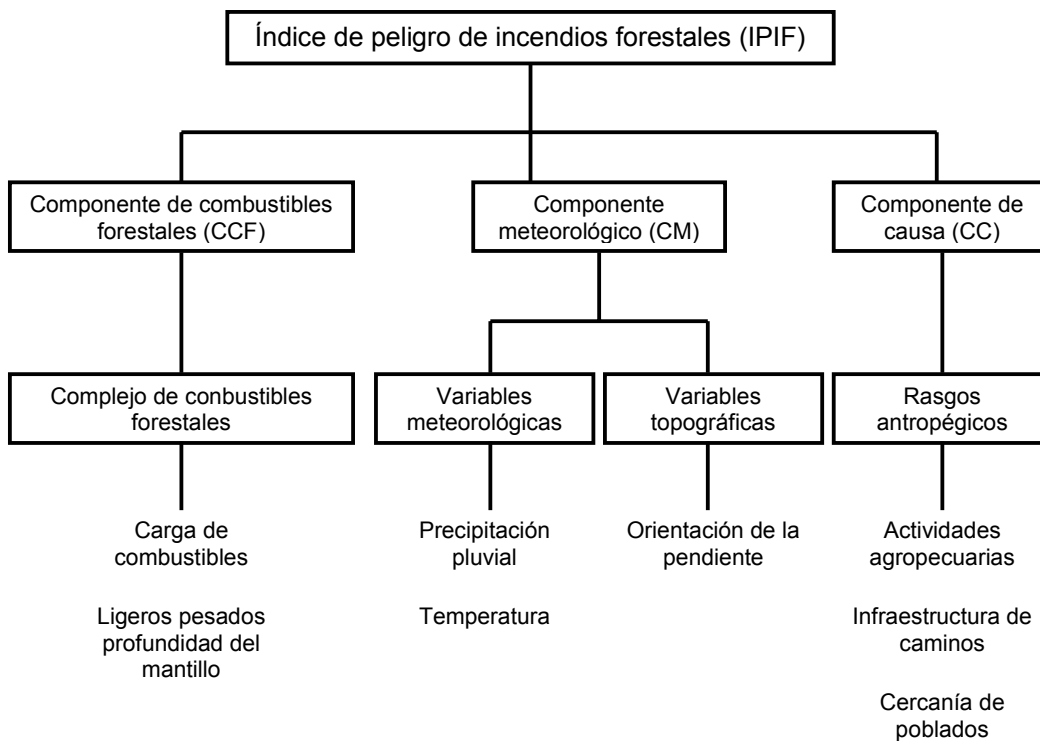 Índice de peligro de incendios forestales (IPIF)
Componente de combustibles
forestales (CCF)
Componente
meteorológico (CM)
Componente de
causa (CC)
Complejo de combustibles
forestales
Variables
meteorológicas
Variables
topográficas
Rasgos
antropégicos
Carga de
combustibles
Ligeros pesados
profundidad del
mantillo
Precipitación
pluvial
Temperatura
Orientación de la
pendiente
Actividades
agropecuarias
Infraestructura de
caminos
Cercanía de
poblados